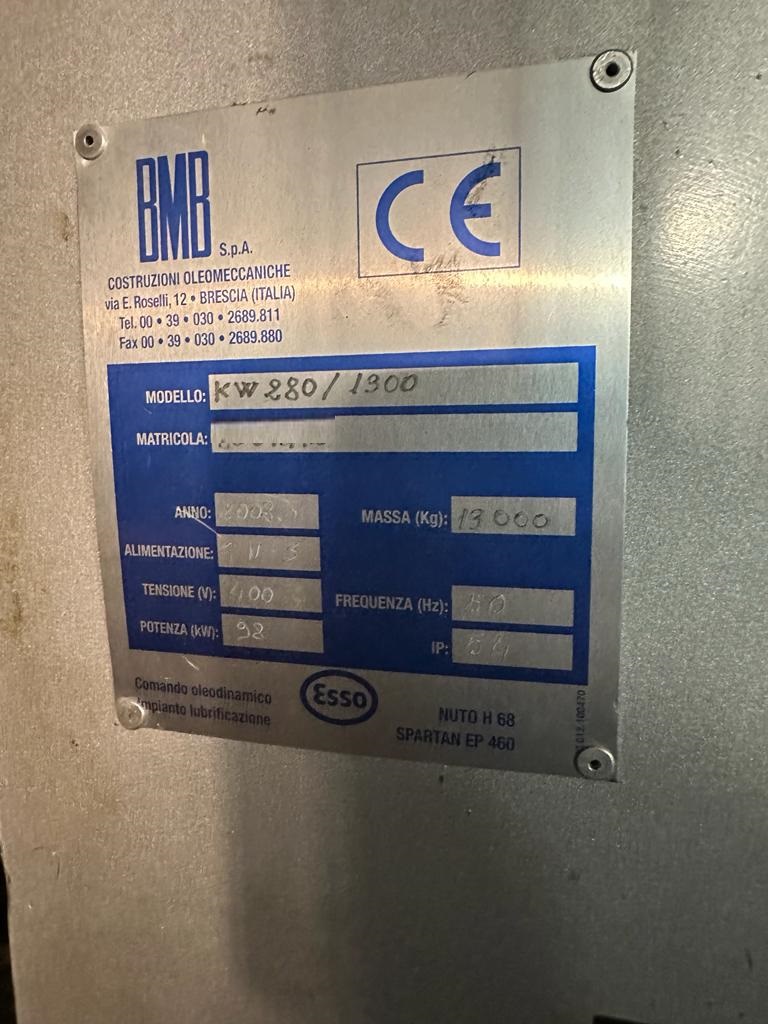 BMB S.p.A.
CE
COSTRUZIONI OLEOMECCANICHE
via E. Roselli, 12 • BRESCIA (ITALIA)
Tel. 00 • 39 • 030 • 2689.811
Fax 00 • 39 • 030 • 2689.880
MODELLO: KW280/1300
MATRICOLA:
ANNO: MASSA (Kg): 13000
ALIMENTAZIONE:
TENSIONE (V): 400 FREQUENZA (Hz): 50
POTENZA (kW): 92 IP: 54
Comando oleodinamico Esso NUTO H 68
Impianto lubrificazione SPARTAN EP 460